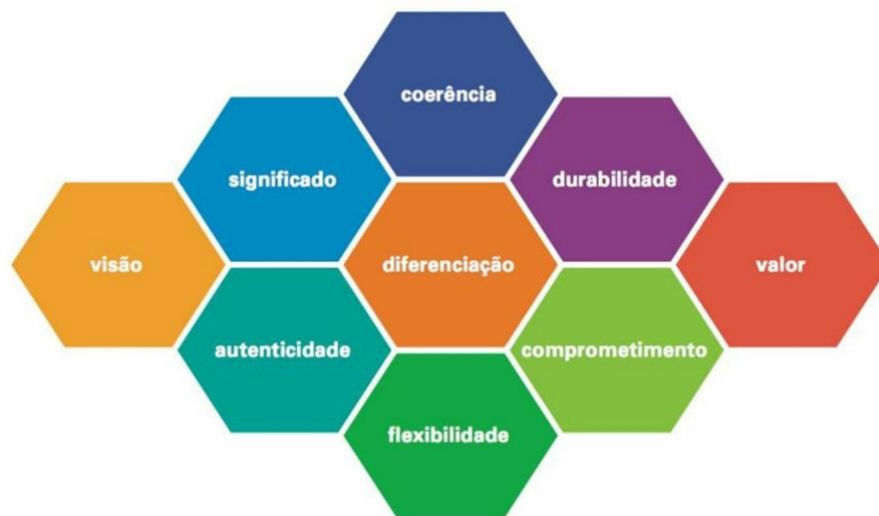 coerência
significado
durabilidade
visão
diferenciação
valor
autenticidade
comprometimento
flexibilidade